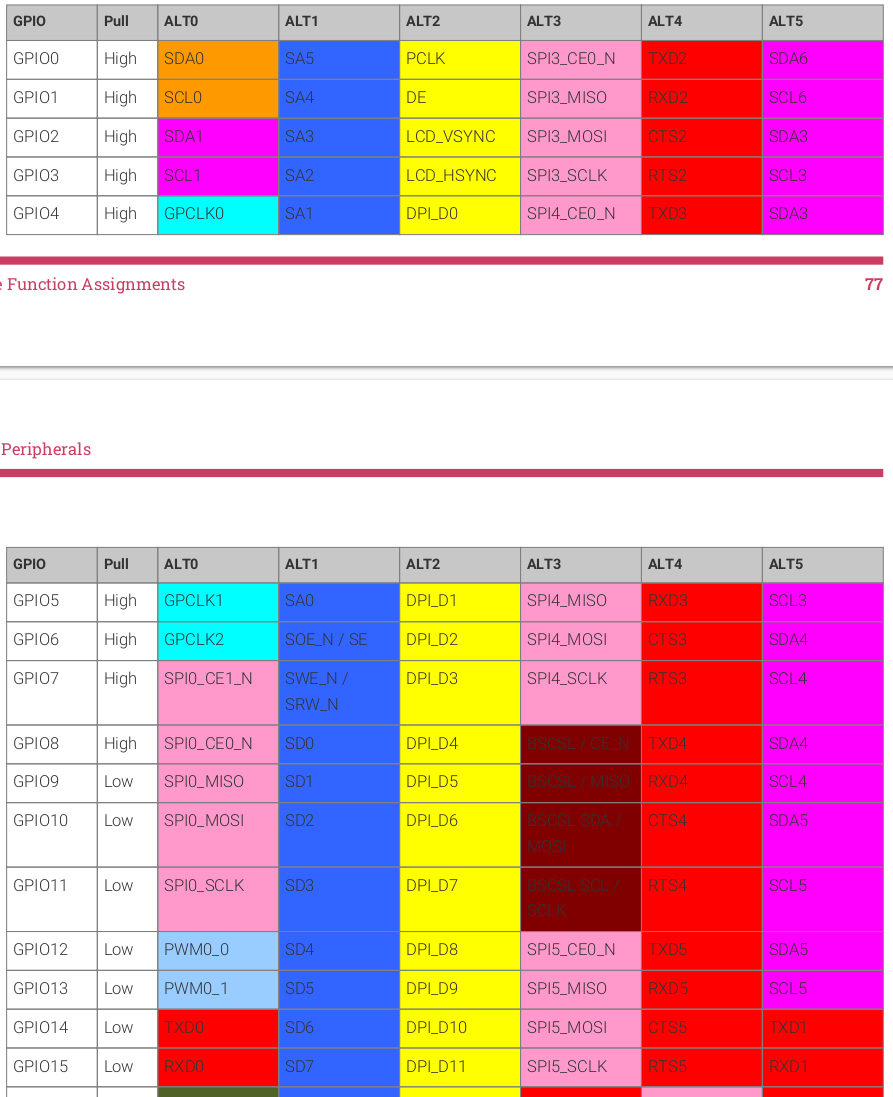 GPIO Pull ALT0 ALT1 ALT2 ALT3 ALT4 ALT5
GPIO0 High SDA0 SA5 PCLK SPI3_CE0_N TXD2 SDA6
GPIO1 High SCL0 SA4 DE SPI3_MISO RXD2 SCL6
GPIO2 High SDA1 SA3 LCD_VSYNC SPI3_MOSI CTS2 SDA3
GPIO3 High SCL1 SA2 LCD_HSYNC SPI3_SCLK RTS2 SCL3
GPIO4 High GPCLK0 SA1 DPI_D0 SPI4_CE0_N TXD3 SDA3
e Function Assignments 77
Peripherals
GPIO Pull ALT0 ALT1 ALT2 ALT3 ALT4 ALT5
GPIO5 High GPCLK1 SA0 DPI_D1 SPI4_MISO RXD3 SCL3
GPIO6 High GPCLK2 SOE_N / SE DPI_D2 SPI4_MOSI CTS3 SDA4
GPIO7 High SPI0_CE1_N SWE_N / DPI_D3 SPI4_SCLK RTS3 SCL4
SRW_N
GPIO8 High SPI0_CE0_N SD0 DPI_D4 BSCSL / CE_N TXD4 SDA4
GPIO9 Low SPI0_MISO SD1 DPI_D5 BSCSL / MISO RXD4 SCL4
GPIO10 Low SPI0_MOSI SD2 DPI_D6 BSCSL SDA / CTS4 SDA5
MOSI
GPIO11 Low SPI0_SCLK SD3 DPI_D7 BSCSL SCL / RTS4 SCL5
SCLK
GPIO12 Low PWM0_0 SD4 DPI_D8 SPI5_CE0_N TXD5 SDA5
GPIO13 Low PWM0_1 SD5 DPI_D9 SPI5_MISO RXD5 SCL5
GPIO14 Low TXD0 SD6 DPI_D10 SPI5_MOSI CTS5 TXD1
GPIO15 Low RXD0 SD7 DPI_D11 SPI5_SCLK RTS5 RXD1